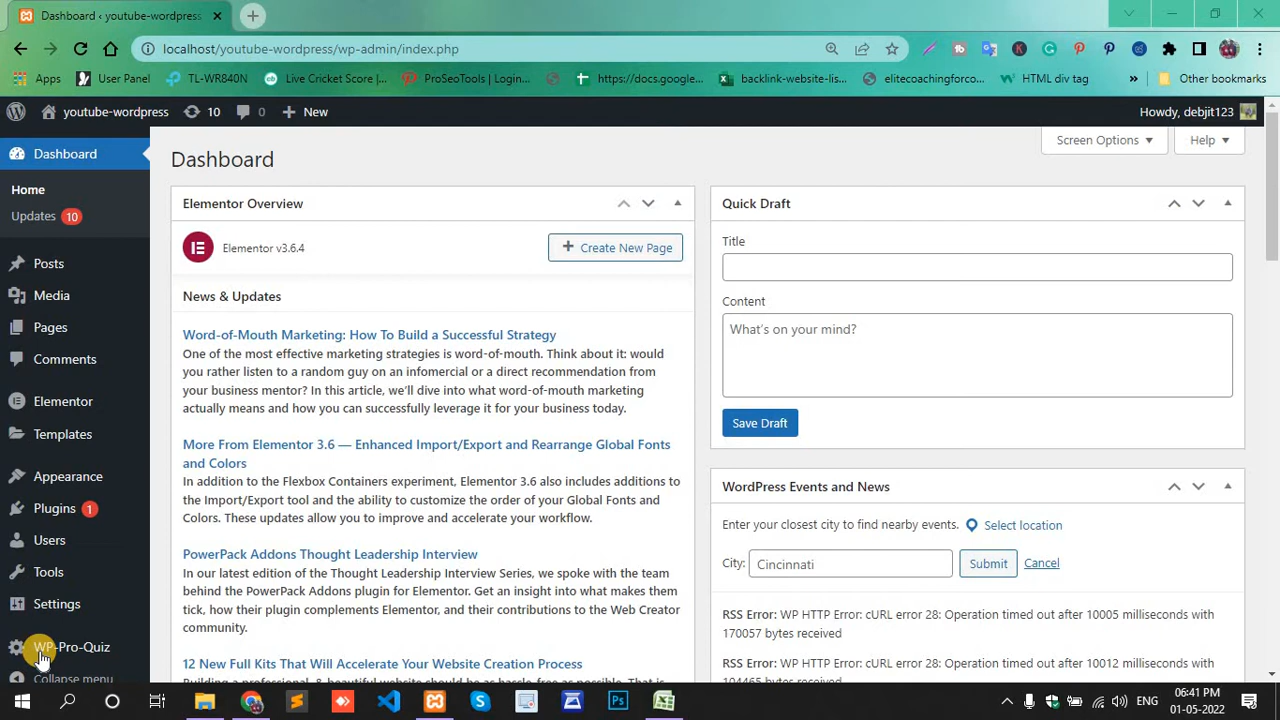 Dashboard ‹ youtube-wordpress
localhost/youtube-wordpress/wp-admin/index.php
Apps
User Panel
TL-WR840N
Live Cricket Score |...
ProSeoTools | Login...
https://docs.google...
backlink-website-lis...
elitecoachingforco...
HTML div tag
Other bookmarks
youtube-wordpress
10
0
New
Howdy, debjit123
Dashboard
Home
Updates 10
Posts
Media
Pages
Comments
Elementor
Templates
Appearance
Plugins 1
Users
Tools
Settings
WP-Pro-Quiz
Collapse menu
Screen Options
Help
Dashboard
Elementor Overview
Elementor v3.6.4
Create New Page
News & Updates
Word-of-Mouth Marketing: How To Build a Successful Strategy
One of the most effective marketing strategies is word-of-mouth. Think about it: would
you rather listen to a random guy on an infomercial or a direct recommendation from
your business mentor? In this article, we'll dive into what word-of-mouth marketing
actually means and how you can successfully leverage it for your business today.
More From Elementor 3.6 — Enhanced Import/Export and Rearrange Global Fonts
and Colors
In addition to the Flexbox Containers experiment, Elementor 3.6 also includes additions to
the Import/Export tool and the ability to customize the order of your Global Fonts and
Colors. These updates allow you to improve and accelerate your workflow.
PowerPack Addons Thought Leadership Interview
In our latest edition of the Thought Leadership Interview Series, we spoke with the team
behind the PowerPack Addons plugin for Elementor. Get an insight into what makes them
tick, how their plugin complements Elementor, and their contributions to the Web Creator
community.
12 New Full Kits That Will Accelerate Your Website Creation Process
Building a professional & beautiful website should be as hassle-free as possible. That is
Quick Draft
Title
Content
What's on your mind?
Save Draft
WordPress Events and News
Enter your closest city to find nearby events.
Select location
City:
Cincinnati
Submit
Cancel
RSS Error: WP HTTP Error: cURL error 28: Operation timed out after 10005 milliseconds with
170057 bytes received
RSS Error: WP HTTP Error: cURL error 28: Operation timed out after 10012 milliseconds with
104465 bytes received
ENG
06:41 PM
01-05-2022